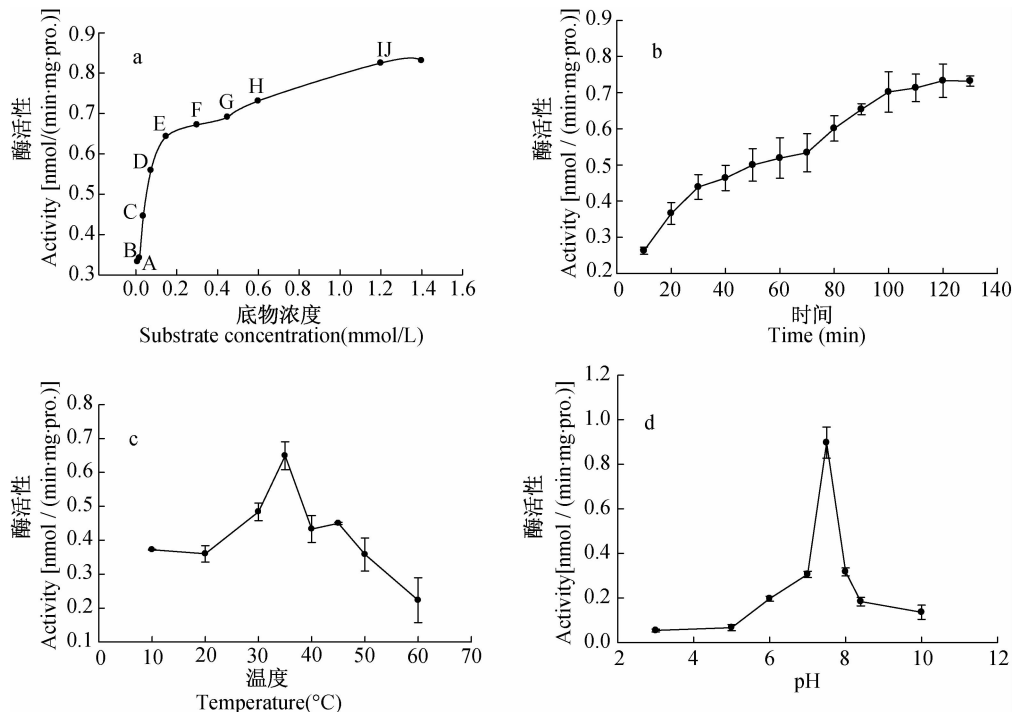 a
酶活性
Activity [nmol/(min·mg·pro.)]
0.9
0.8
0.7
0.6
0.5
0.4
0.3
A
B
C
D
E
F
G
H
IJ
0.0 0.2 0.4 0.6 0.8 1.0 1.2 1.4 1.6
底物浓度
Substrate concentration(mmol/L)
b
酶活性
Activity [nmol / (min·mg·pro.)]
0.9
0.8
0.7
0.6
0.5
0.4
0.3
0.2
0 20 40 60 80 100 120 140
时间
Time (min)
c
酶活性
Activity [nmol / (min·mg·pro.)]
0.8
0.7
0.6
0.5
0.4
0.3
0.2
0.1
0 10 20 30 40 50 60 70
温度
Temperature(°C)
d
酶活性
Activity[nmol / (min·mg·pro.)]
1.2
1.0
0.8
0.6
0.4
0.2
0.0
2 4 6 8 10 12
pH